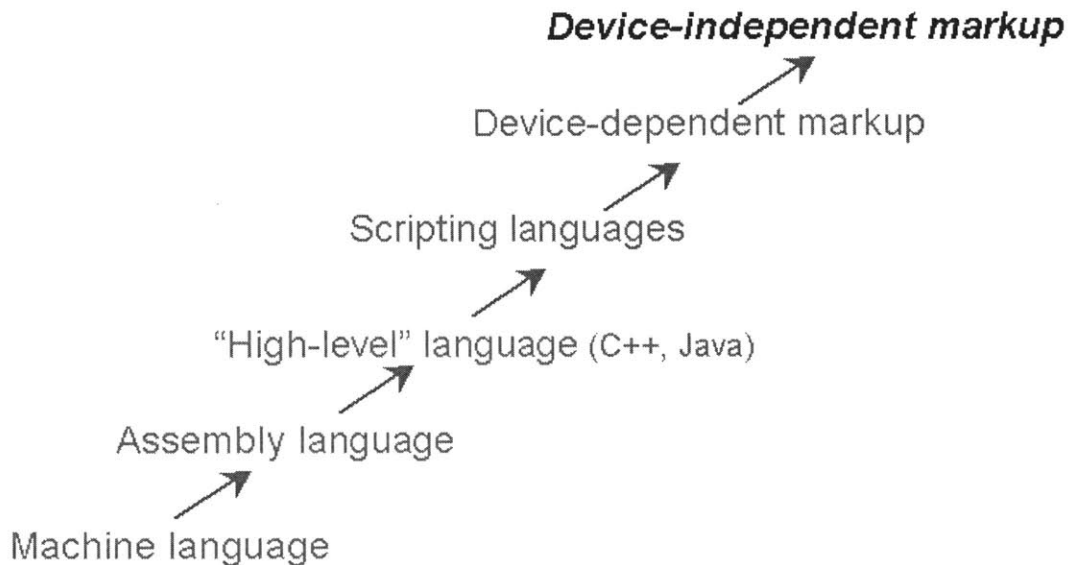 Device-independent markup
Device-dependent markup
Scripting languages
“High-level” language (C++, Java)
Assembly language
Machine language